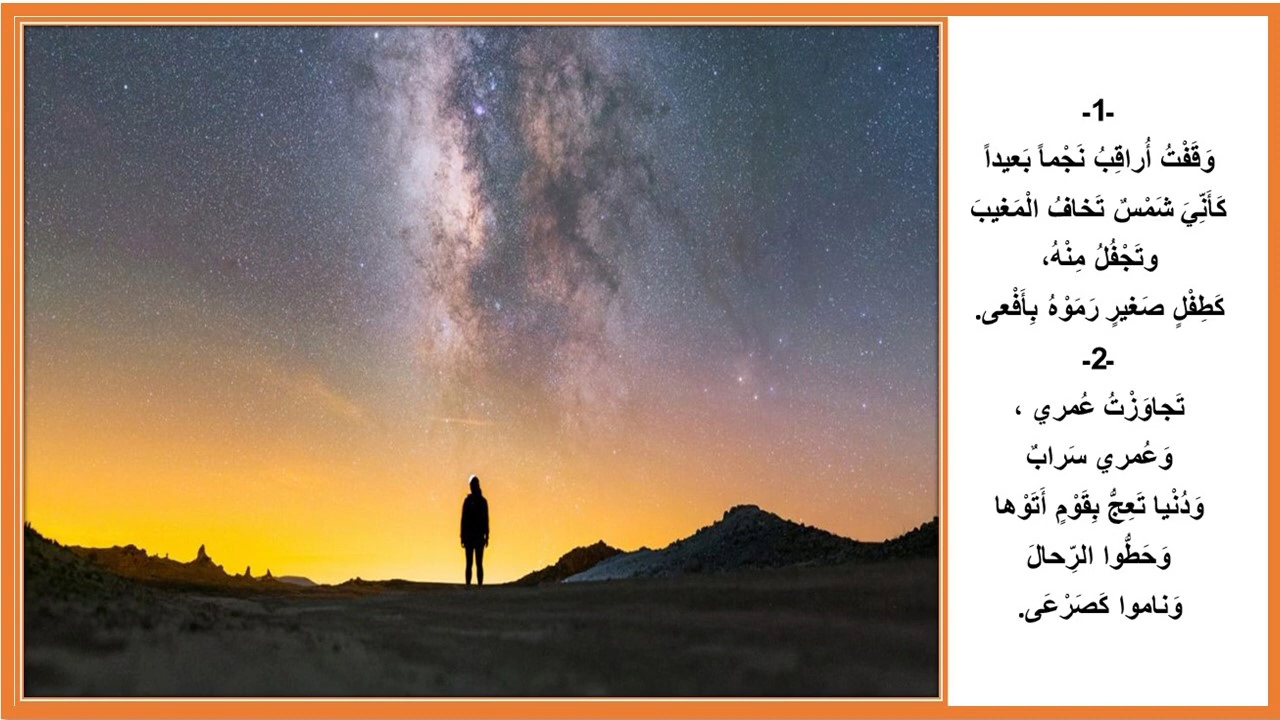 -1-
وَقَفْتُ أُراقِبُ نَجْماً بَعيداً
كَأَنِّيَ شَمْسٌ تَخافُ الْمَغيبَ
وتَجْفُلُ مِنْهُ،
كَطِفْلٍ صَغيرٍ رَمَوْهُ بِأَفْعى.
-2-
تَجاوَزْتُ عُمري ،
وَعُمري سَرابٌ
وَدُنْيا تَعِجُّ بِقَوْمٍ أَتَوْها
وَحَطُّوا الرِّحالَ
وَناموا كَصَرْعَى.